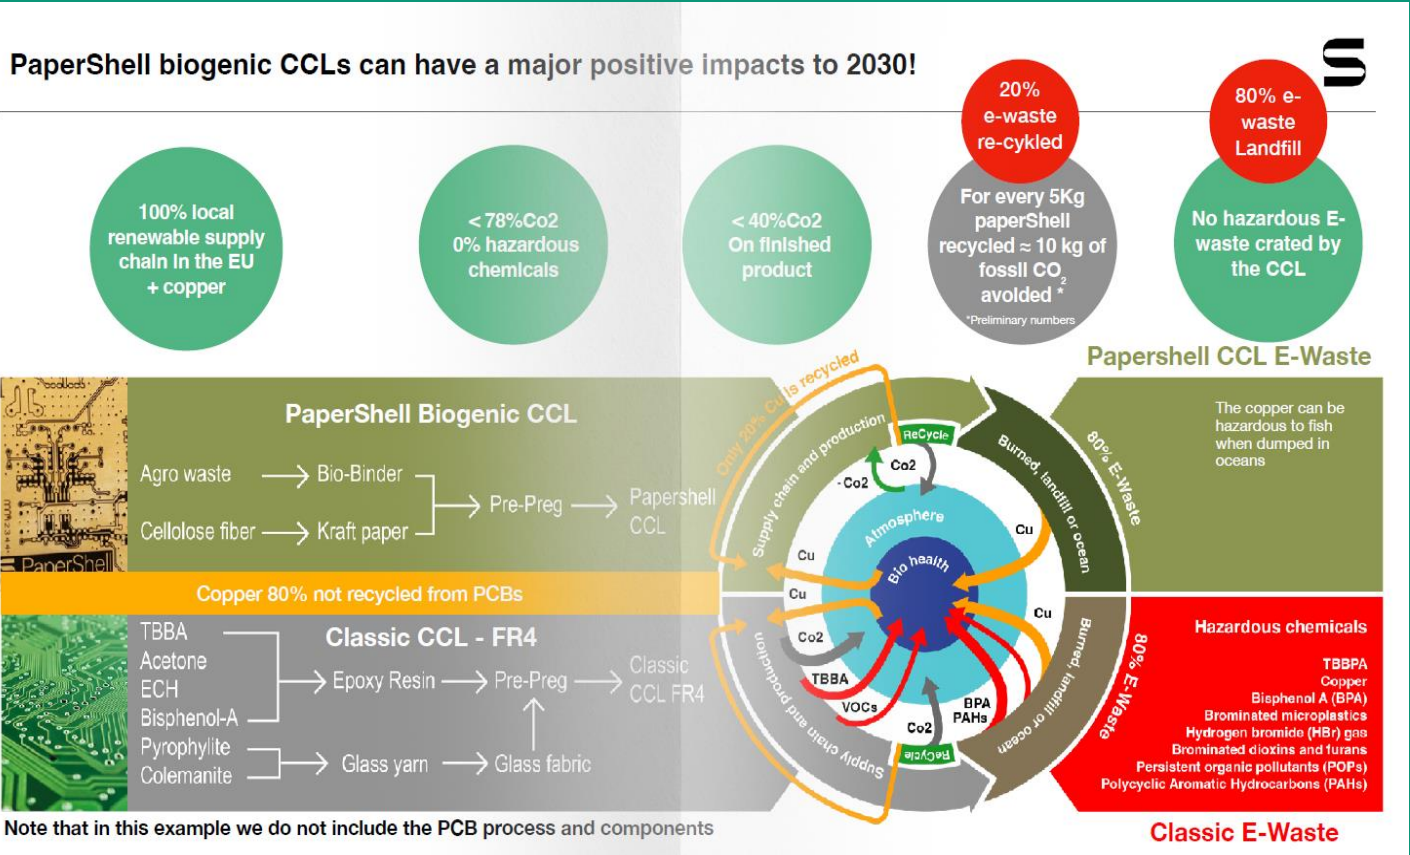 PaperShell biogenic CCLs can have a major positive impacts to 2030!
20%
e-waste
re-cykled
80% e-
waste
Landfill
100% local
renewable supply
chain in the EU
+ copper
< 78%Co2
0% hazardous
chemicals
< 40%Co2
On finished
product
For every 5Kg
paperShell
recycled ≈ 10 kg of
fossil CO2
avoided *
*Preliminary numbers
No hazardous E-
waste crated by
the CCL
Papershell CCL E-Waste
PaperShell Biogenic CCL
Agro waste
Bio-Binder
Cellolose fiber
Kraft paper
Pre-Preg
Papershell
CCL
PaperShell
Only 20% Cu is recycled
Supply chain and production
ReCycle
Co2
- Co2
Atmosphere
Bio health
Burned, landfill or ocean
80% E-Waste
Cu
Cu
The copper can be
hazardous to fish
when dumped in
oceans
Copper 80% not recycled from PCBs
Classic CCL - FR4
TBBA
Acetone
ECH
Bisphenol-A
Pyrophylite
Colemanite
Epoxy Resin
Pre-Preg
Classic
CCL FR4
Glass yarn
Glass fabric
Cu
Co2
TBBA
VOCs
Co2
BPA
PAHs
Cu
ReCycle
Supply chain and production
Burned, landfill or ocean
80% E-Waste
Hazardous chemicals
TBBPA
Copper
Bisphenol A (BPA)
Brominated microplastics
Hydrogen bromide (HBr) gas
Brominated dioxins and furans
Persistent organic pollutants (POPs)
Polycyclic Aromatic Hydrocarbons (PAHs)
Note that in this example we do not include the PCB process and components
Classic E-Waste